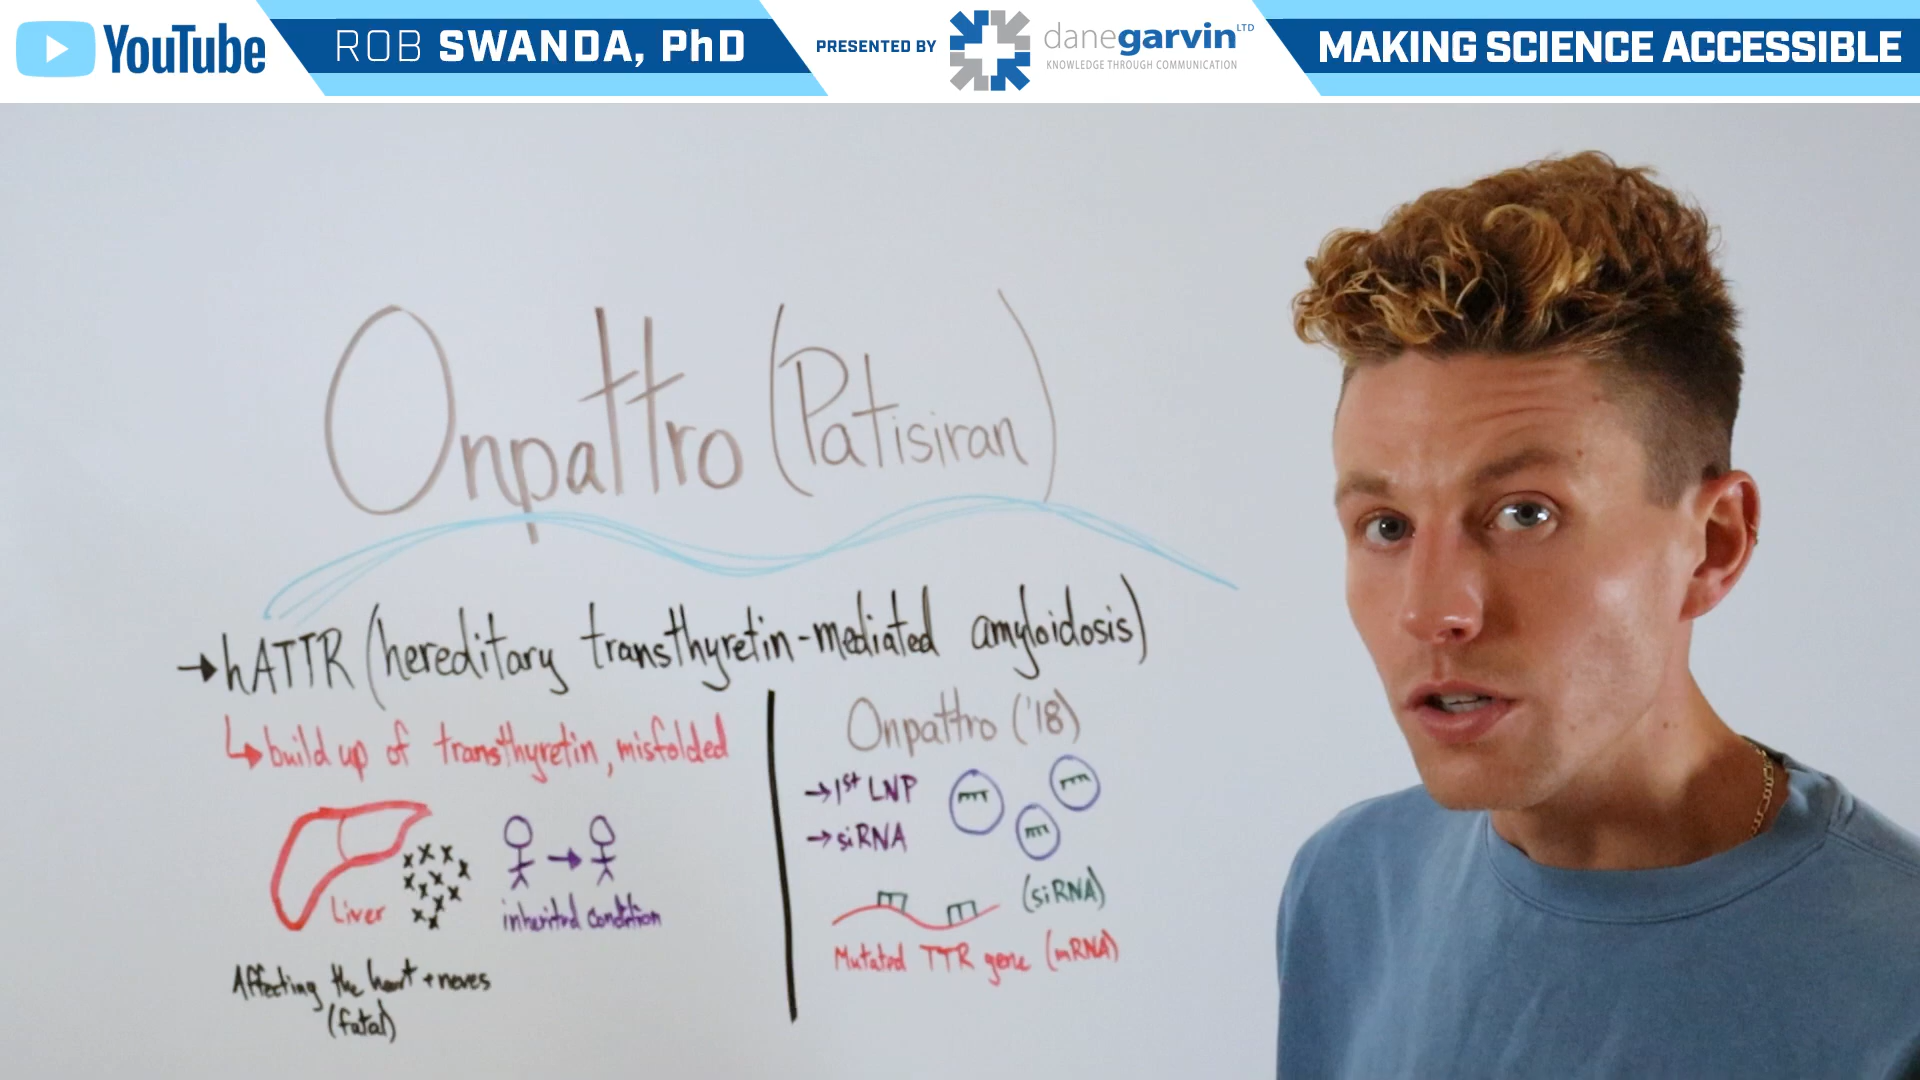 YouTube
ROB SWANDA, PhD
PRESENTED BY
danegarvin LTD
KNOWLEDGE THROUGH COMMUNICATION
MAKING SCIENCE ACCESSIBLE
Onpattro (Patisiran)
→hATTR (hereditary transthyretin-mediated amyloidosis)
↳build up of transthyretin, misfolded
Liver
inherited condition
Affecting the heart + nerves
(fatal)
Onpattro ('18)
→1st LNP
→siRNA
(siRNA)
Mutated TTR gene (mRNA)